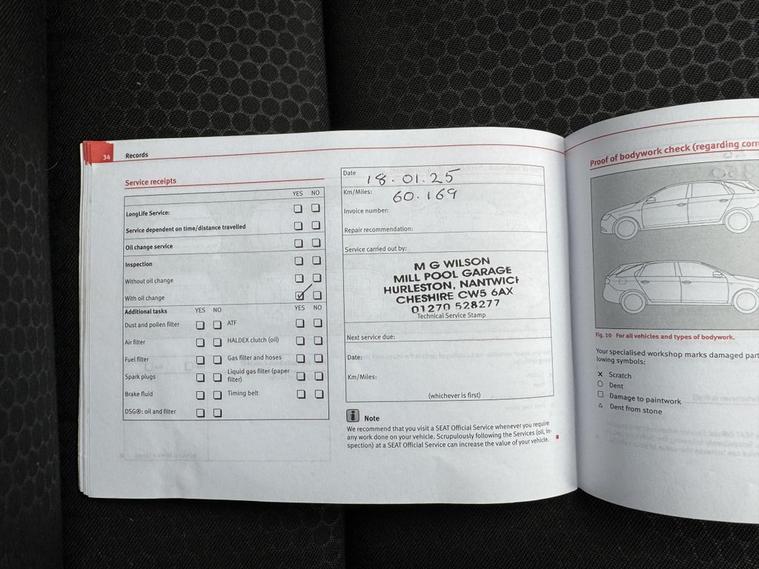 34 Records
Service receipts
YES NO
LongLife Service:
Service dependent on time/distance travelled
Oil change service
Inspection
Without oil change
With oil change
Additional tasks YES NO YES NO
Dust and pollen filter ATF
Air filter HALDEX clutch (oil)
Fuel filter Gas filter and hoses
Spark plugs Liquid gas filter (paper
filter)
Brake fluid Timing belt
DSG®: oil and filter
Date 18.01.25
Km/Miles: 60.169
Invoice number:
Repair recommendation:
Service carried out by:
M G WILSON
MILL POOL GARAGE
HURLESTON, NANTWICH
CHESHIRE CW5 6AX
01270 528277
Technical Service Stamp
Next service due:
Date:
Km/Miles:
(whichever is first)
Note
We recommend that you visit a SEAT Official Service whenever you require
any work done on your vehicle. Scrupulously following the Services (oil, in-
spection) at a SEAT Official Service can increase the value of your vehicle.
Proof of bodywork check (regarding corr
Fig. 10 For all vehicles and types of bodywork.
Your specialised workshop marks damaged part
lowing symbols:
x Scratch
○ Dent
□ Damage to paintwork
▵ Dent from stone